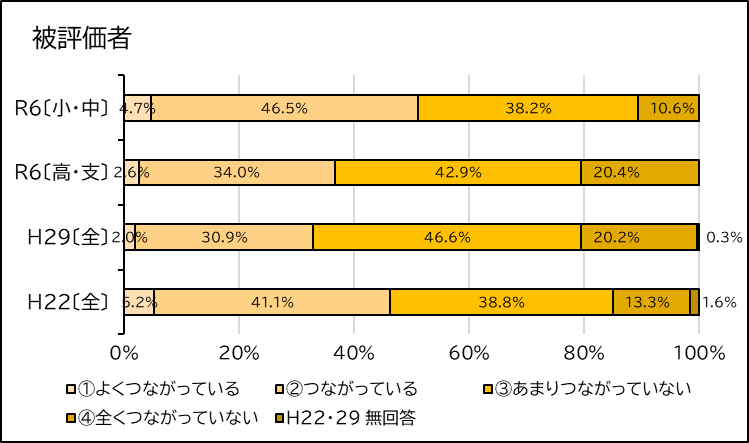 被評価者
R6〔小・中〕 4.7% 46.5% 38.2% 10.6%
R6〔高・支〕 2.6% 34.0% 42.9% 20.4%
H29〔全〕 2.0% 30.9% 46.6% 20.2% 0.3%
H22〔全〕 5.2% 41.1% 38.8% 13.3% 1.6%
0% 20% 40% 60% 80% 100%
①よくつながっている ②つながっている ③あまりつながっていない
④全くつながっていない H22・29 無回答